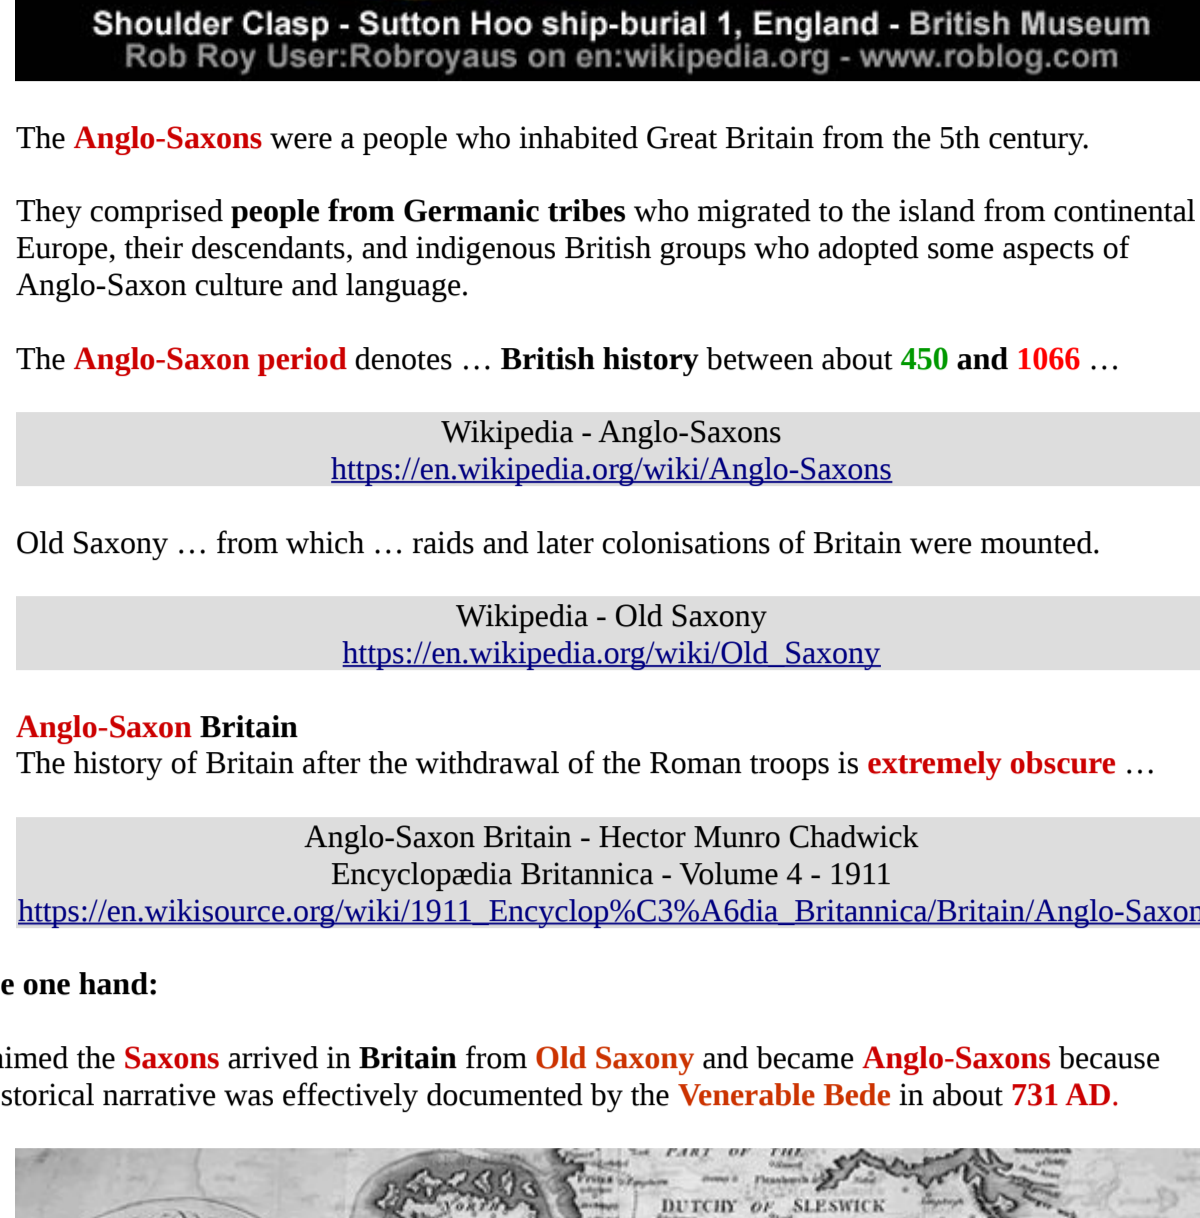 Shoulder Clasp - Sutton Hoo ship-burial 1, England - British Museum
Rob Roy User:Robroyaus on en:wikipedia.org - www.roblog.com
The Anglo-Saxons were a people who inhabited Great Britain from the 5th century.
They comprised people from Germanic tribes who migrated to the island from continental
Europe, their descendants, and indigenous British groups who adopted some aspects of
Anglo-Saxon culture and language.
The Anglo-Saxon period denotes … British history between about 450 and 1066 …
Wikipedia - Anglo-Saxons
https://en.wikipedia.org/wiki/Anglo-Saxons
Old Saxony … from which … raids and later colonisations of Britain were mounted.
Wikipedia - Old Saxony
https://en.wikipedia.org/wiki/Old_Saxony
Anglo-Saxon Britain
The history of Britain after the withdrawal of the Roman troops is extremely obscure …
Anglo-Saxon Britain - Hector Munro Chadwick
Encyclopædia Britannica - Volume 4 - 1911
https://en.wikisource.org/wiki/1911_Encyclop%C3%A6dia_Britannica/Britain/Anglo-Saxon
e one hand:
aimed the Saxons arrived in Britain from Old Saxony and became Anglo-Saxons because
storical narrative was effectively documented by the Venerable Bede in about 731 AD.
PART OF THE
NORTH
DUTCHY OF SLESWICK